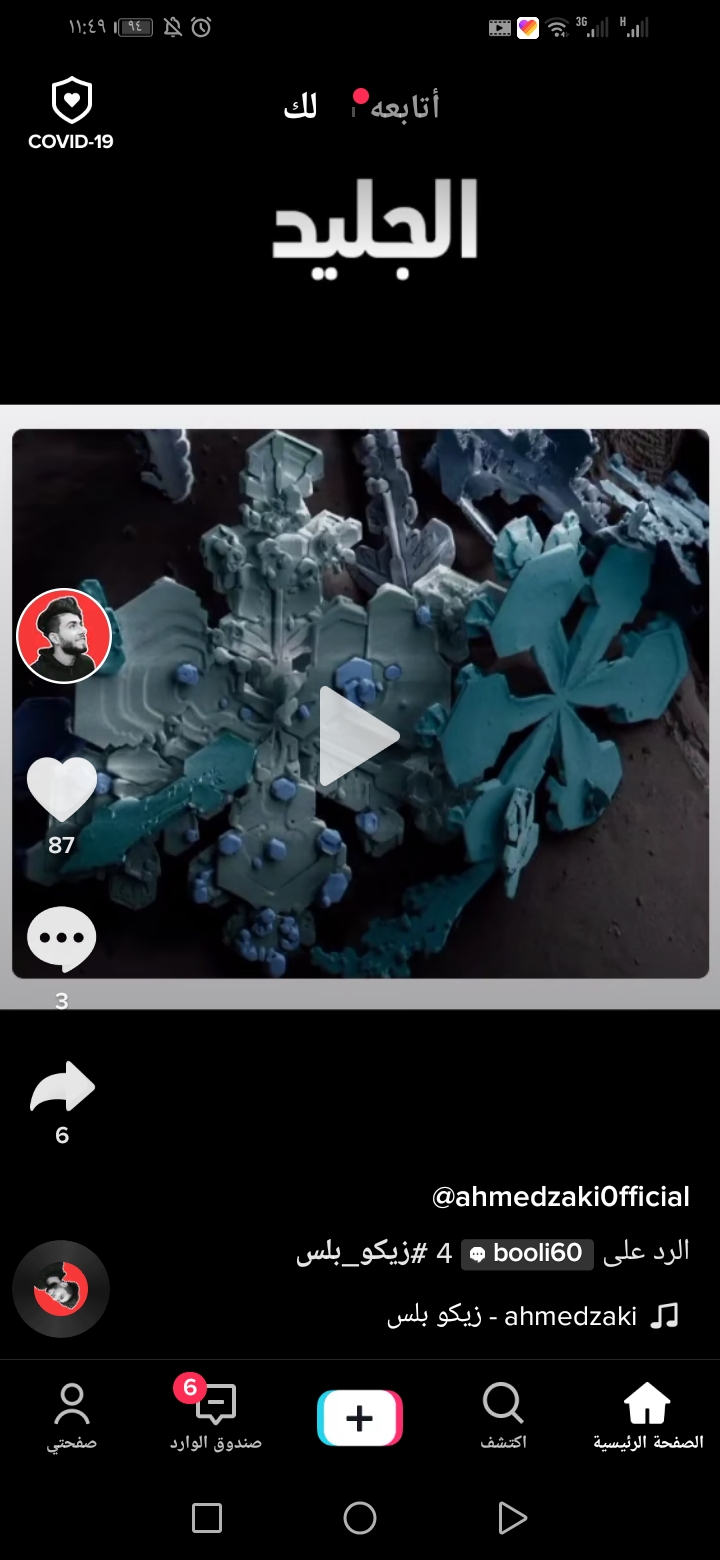 ١١:٤٩
٩٤
3G
H
COVID-19
أتابعه
لك
الجليد
87
3
6
@ahmedzaki0fficial
الرد على booli60 4 #زيكو_بلس
ahmedzaki - زيكو بلس
الصفحة الرئيسية
اكتشف
6
صندوق الوارد
صفحتي